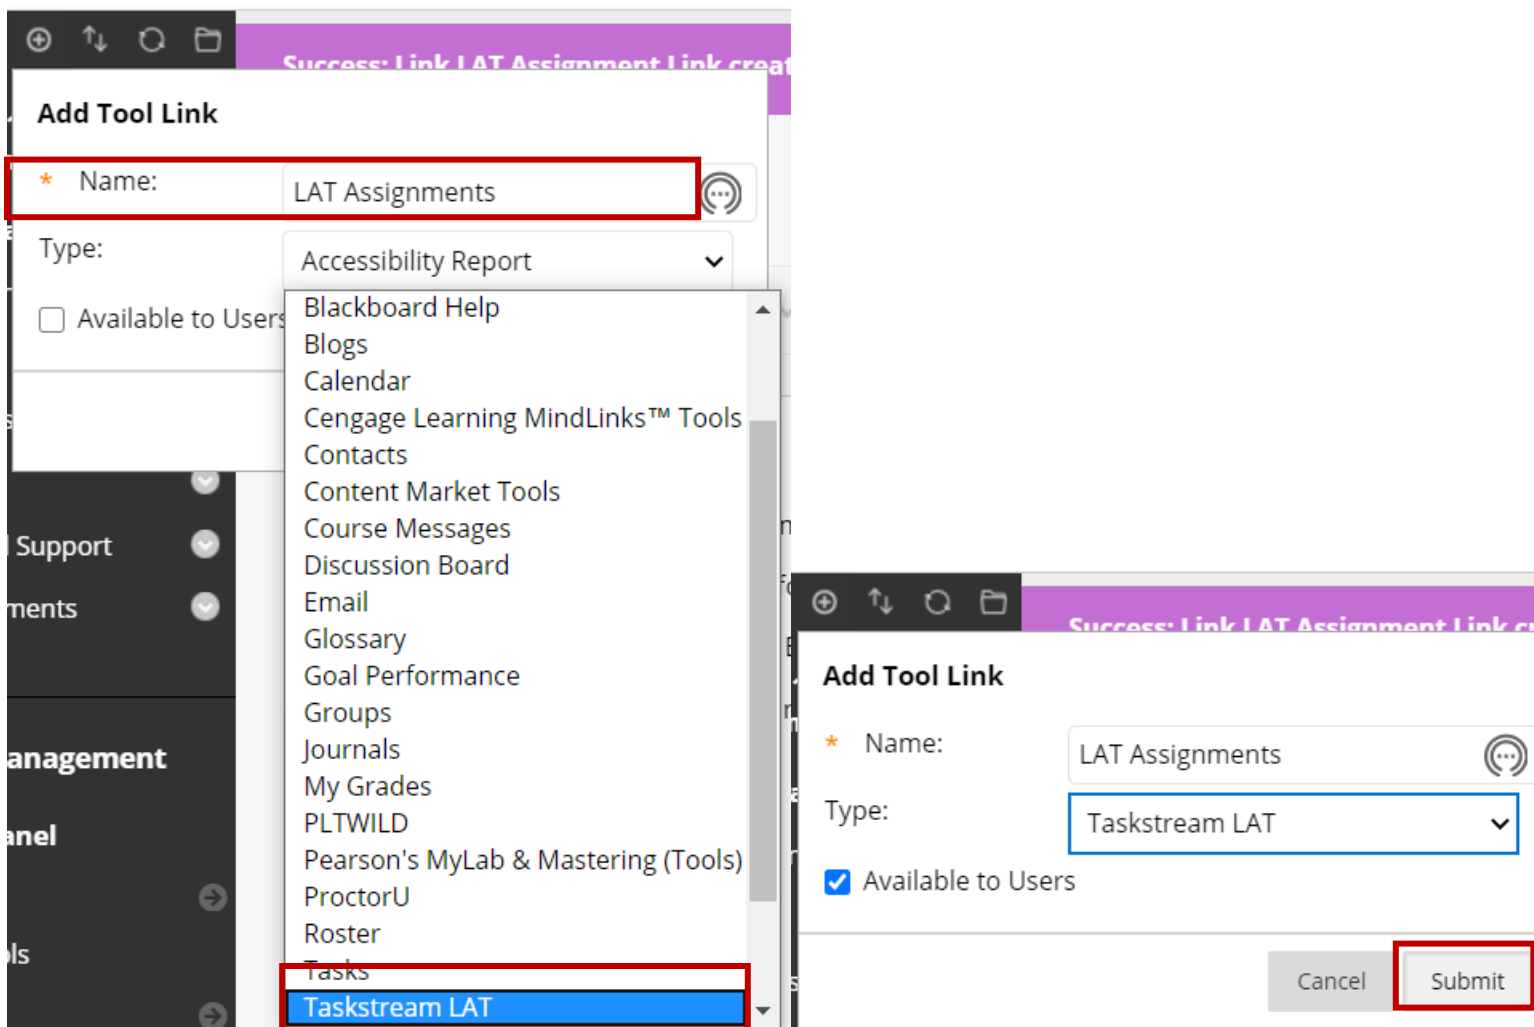 Success: Link LAT Assignment Link creat
Add Tool Link
* Name:
LAT Assignments
Type:
Accessibility Report
Available to Users
Blackboard Help
Blogs
Calendar
Cengage Learning MindLinks™ Tools
Contacts
Content Market Tools
Course Messages
Discussion Board
Email
Glossary
Goal Performance
Groups
Journals
My Grades
PLTWILD
Pearson's MyLab & Mastering (Tools)
ProctorU
Roster
Tasks
Taskstream LAT
Support
ments
anagement
anel
ols
Success: Link LAT Assignment Link cr
Add Tool Link
* Name:
LAT Assignments
Type:
Taskstream LAT
Available to Users
Cancel
Submit